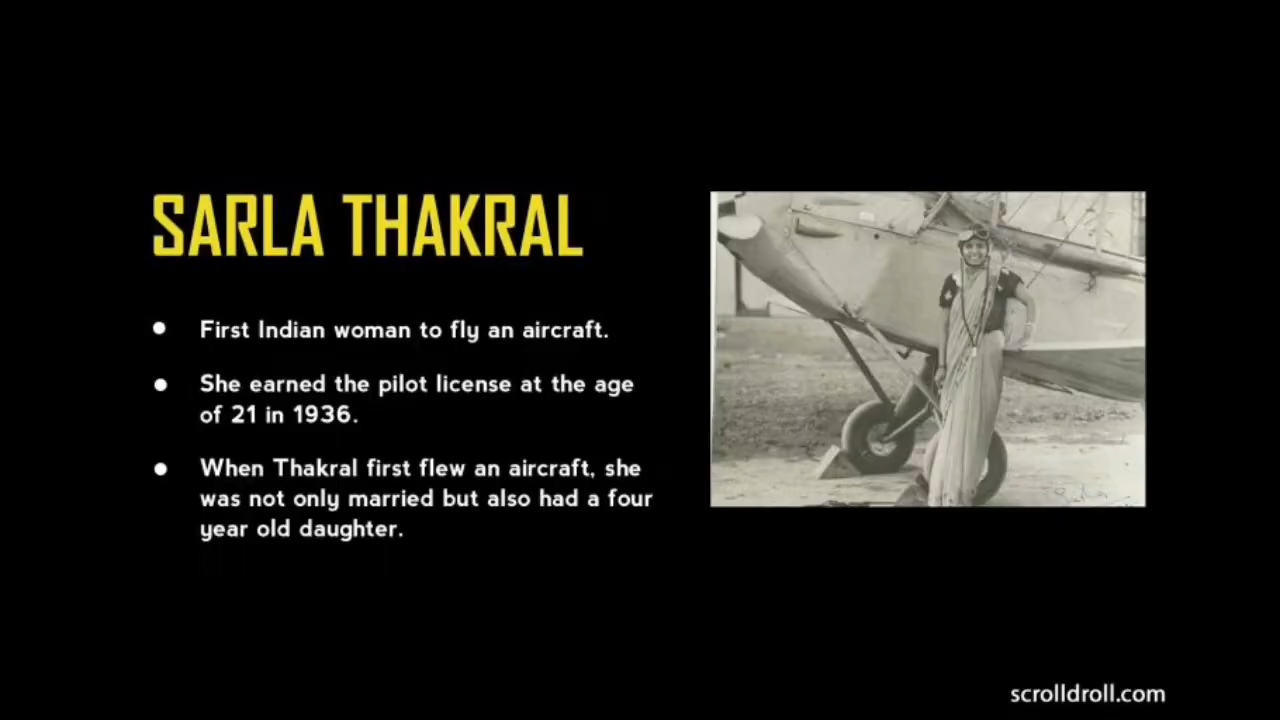 SARLA THAKRAL
● First Indian woman to fly an aircraft.
● She earned the pilot license at the age
of 21 in 1936.
● When Thakral first flew an aircraft, she
was not only married but also had a four
year old daughter.
scrolldroll.com